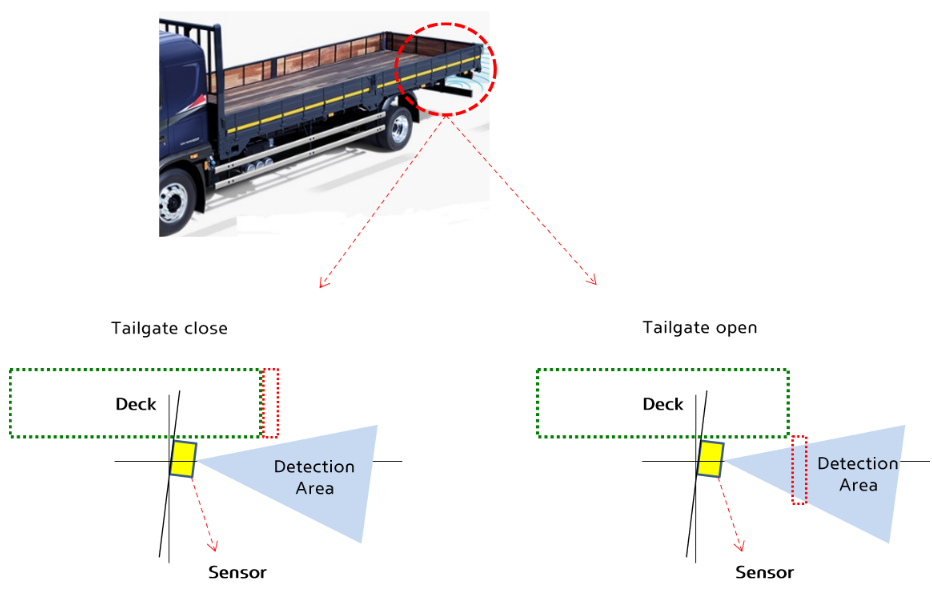 Tailgate close
Tailgate open
Deck
Detection
Area
Sensor
Deck
Detection
Area
Sensor